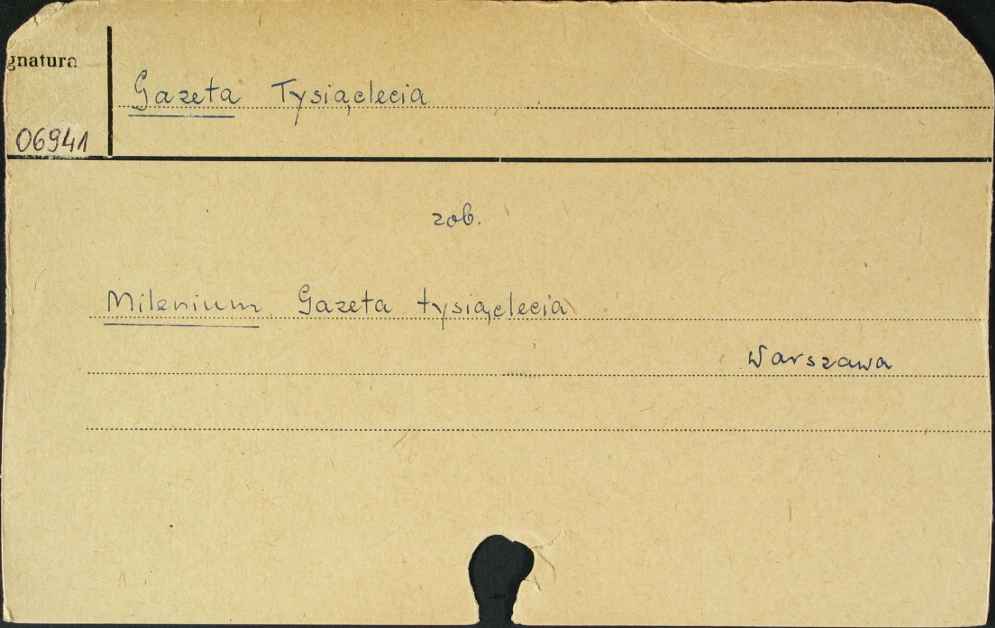 gnatura
Gazeta Tysiąclecia
06941
zob.
Milenium Gazeta tysiąclecia
Warszawa